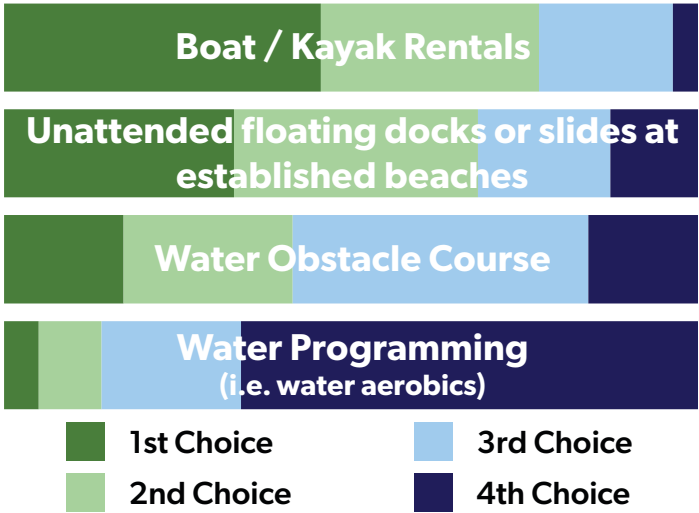 Boat / Kayak Rentals
Unattended floating docks or slides at
established beaches
Water Obstacle Course
Water Programming
(i.e. water aerobics)
1st Choice
3rd Choice
2nd Choice
4th Choice